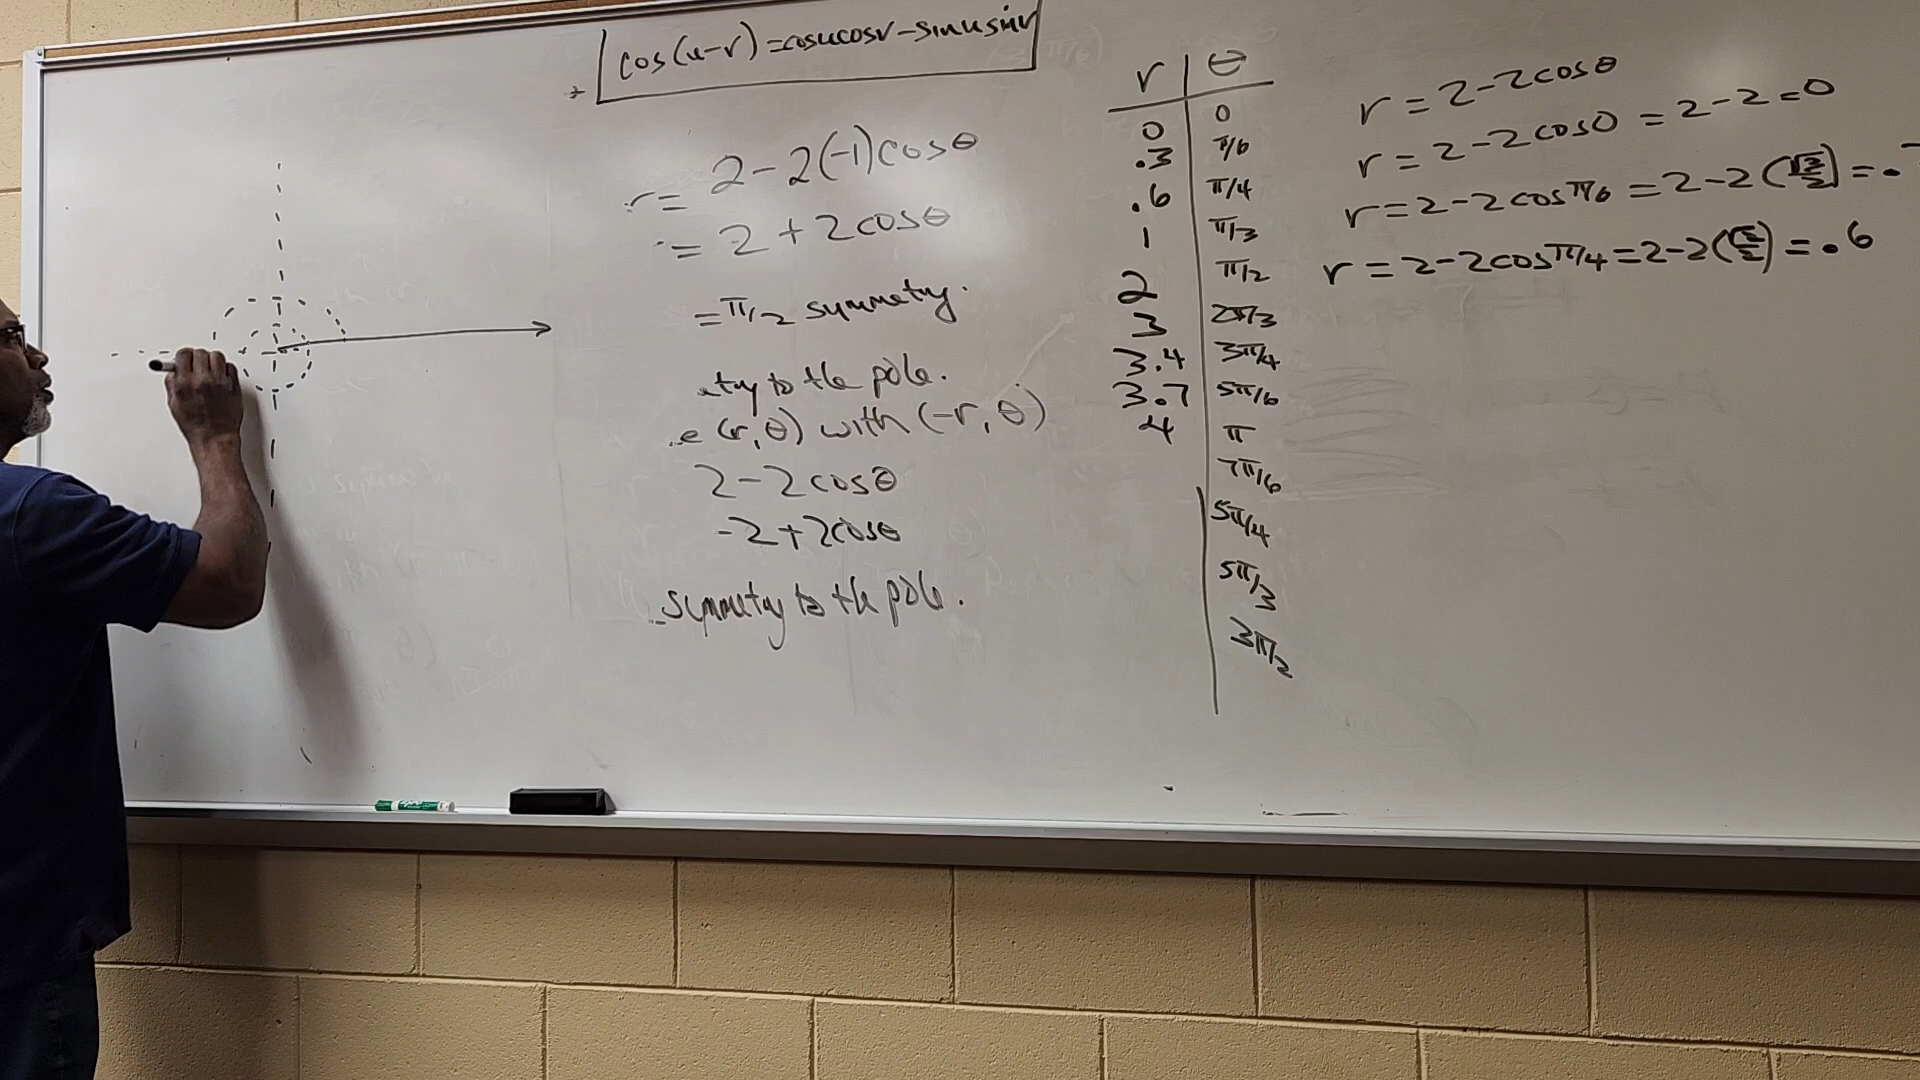 cos(u-v)=cosucosv-sinusinv
r= 2-2(-1)cosθ
= 2+2cosθ
=π/2 symmetry.
try to the pole.
e (r,θ) with (-r,θ)
2-2cosθ
-2+2cosθ
symmetry to the pole.
r | θ
0 | 0
.3 | π/6
.6 | π/4
1 | π/3
2 | π/2
3 | 2π/3
3.4 | 3π/4
3.7 | 5π/6
4 | π
7π/6
5π/4
5π/3
3π/2
r=2-2cosθ
r=2-2cos0=2-2=0
r=2-2cosπ/6=2-2(√3/2)=.
r=2-2cosπ/4=2-2(√2/2)=.6